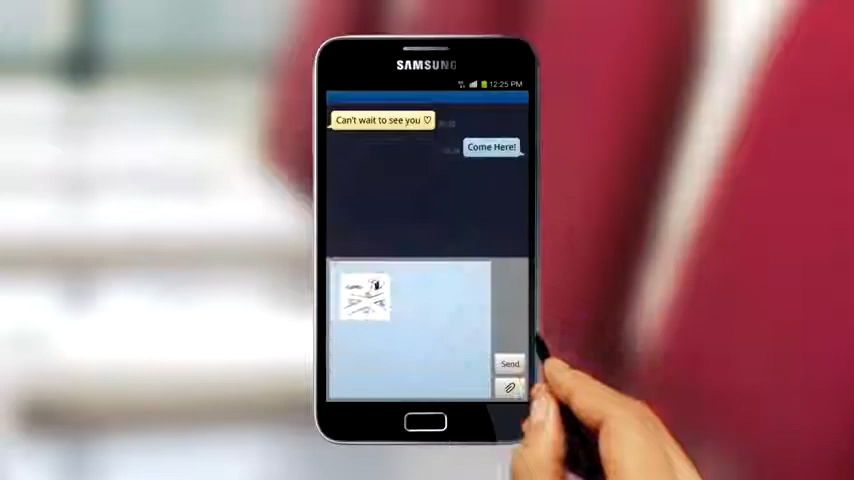 SAMSUNG
12:25 PM
Can't wait to see you ♡
Come Here!
Send